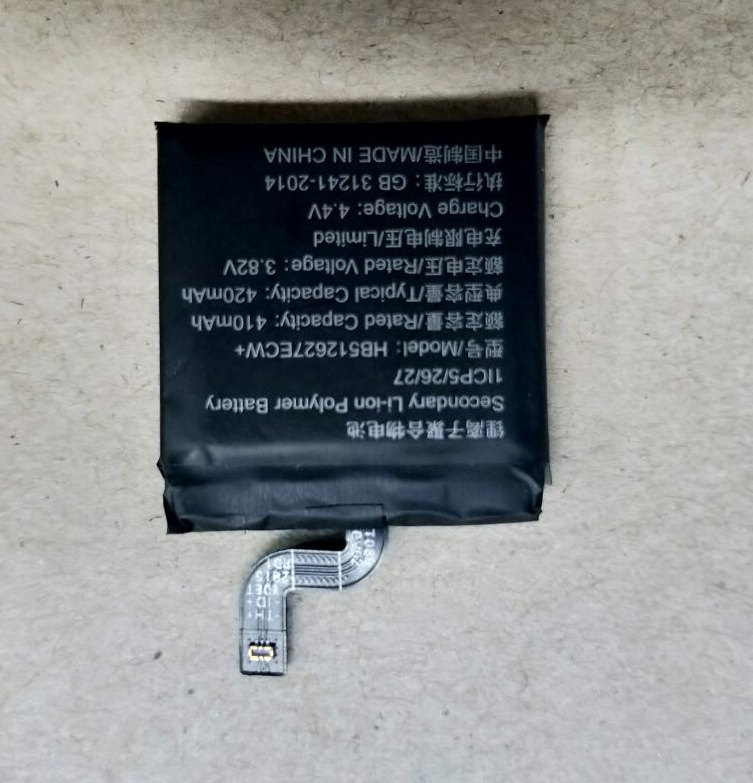 锂离子聚合物电池
Secondary Li-ion Polymer Battery
1ICP5/26/27
型号/Model: HB512627ECW+
额定容量/Rated Capacity: 410mAh
典型容量/Typical Capacity: 420mAh
额定电压/Rated Voltage: 3.82V
充电限制电压/Limited
Charge Voltage: 4.4V
执行标准: GB 31241-2014
中国制造/MADE IN CHINA
-TH+
-ID+